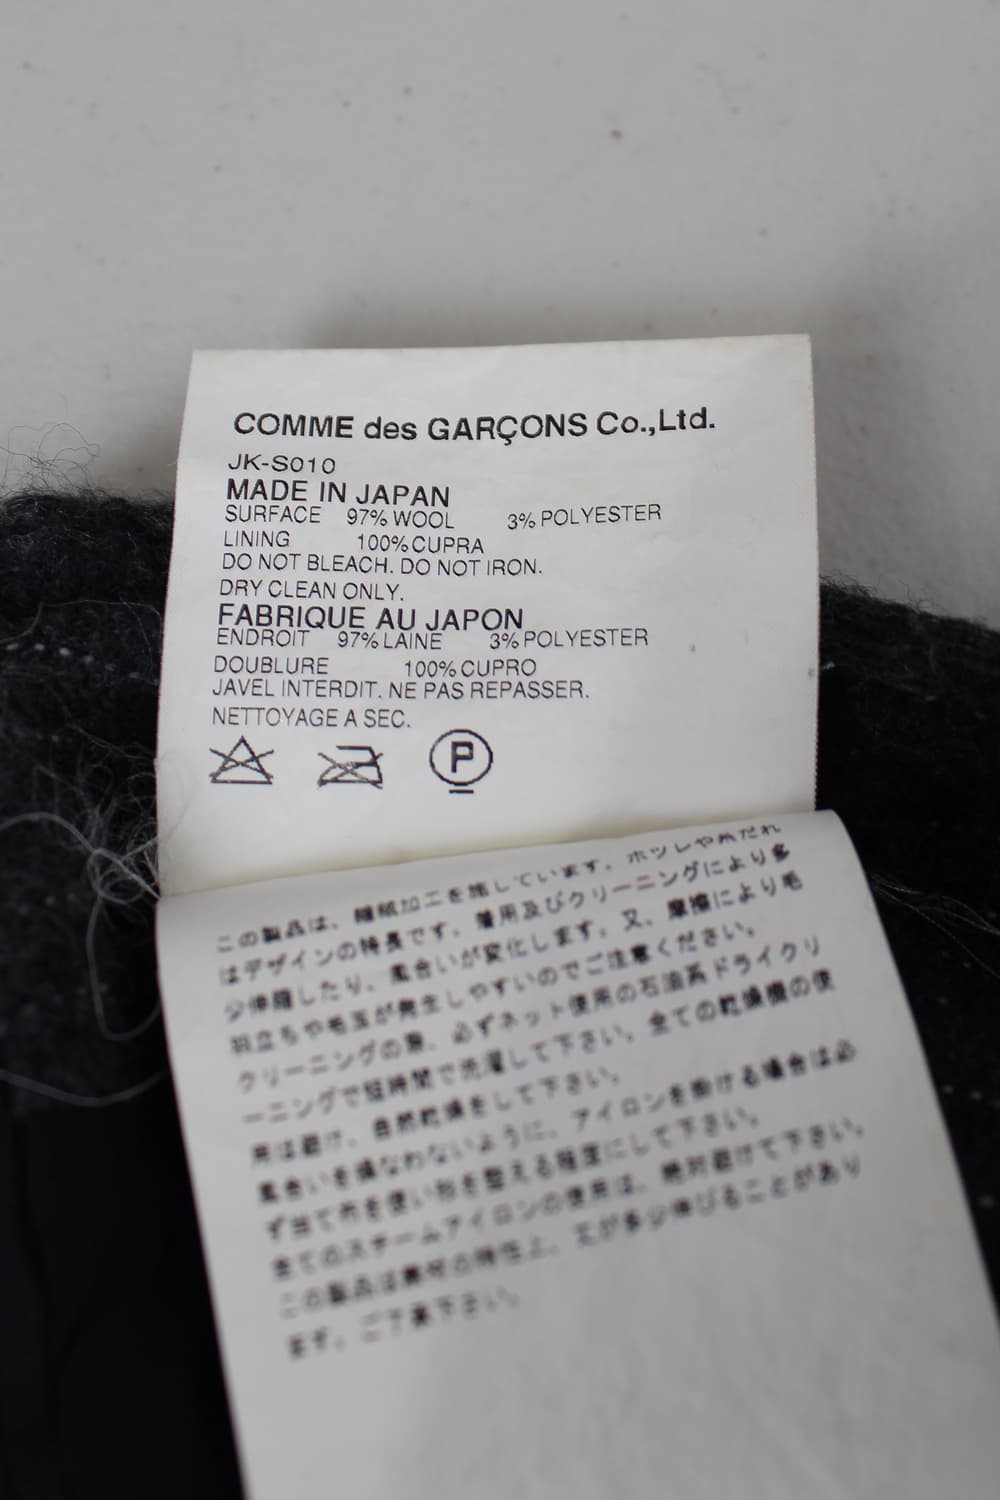 COMME des GARÇONS Co.,Ltd.
JK-S010
MADE IN JAPAN
SURFACE 97% WOOL 3% POLYESTER
LINING 100% CUPRA
DO NOT BLEACH. DO NOT IRON.
DRY CLEAN ONLY.
FABRIQUE AU JAPON
ENDROIT 97% LAINE 3% POLYESTER
DOUBLURE 100% CUPRO
JAVEL INTERDIT. NE PAS REPASSER.
NETTOYAGE A SEC.
P
この製品は、縮絨加工を施しています。ホツレや糸だれ
はデザインの特長です。着用及びクリーニングにより多
少伸縮したり、風合いが変化します。又、摩擦により毛
羽立ちや毛玉が発生しやすいのでご注意ください。
クリーニングの際、必ずネット使用の石油系ドライクリ
ーニングで短時間で洗濯して下さい。全ての乾燥機の使
用は避け、自然乾燥をして下さい。
風合いを損なわないように、アイロンを掛ける場合は必
ず当て布を使い形を整える程度にして下さい。
全てのスチームアイロンの使用は、絶対避けて下さい。
この製品は素材の特性上、丈が多少伸びることがあり
ます。ご了承下さい。